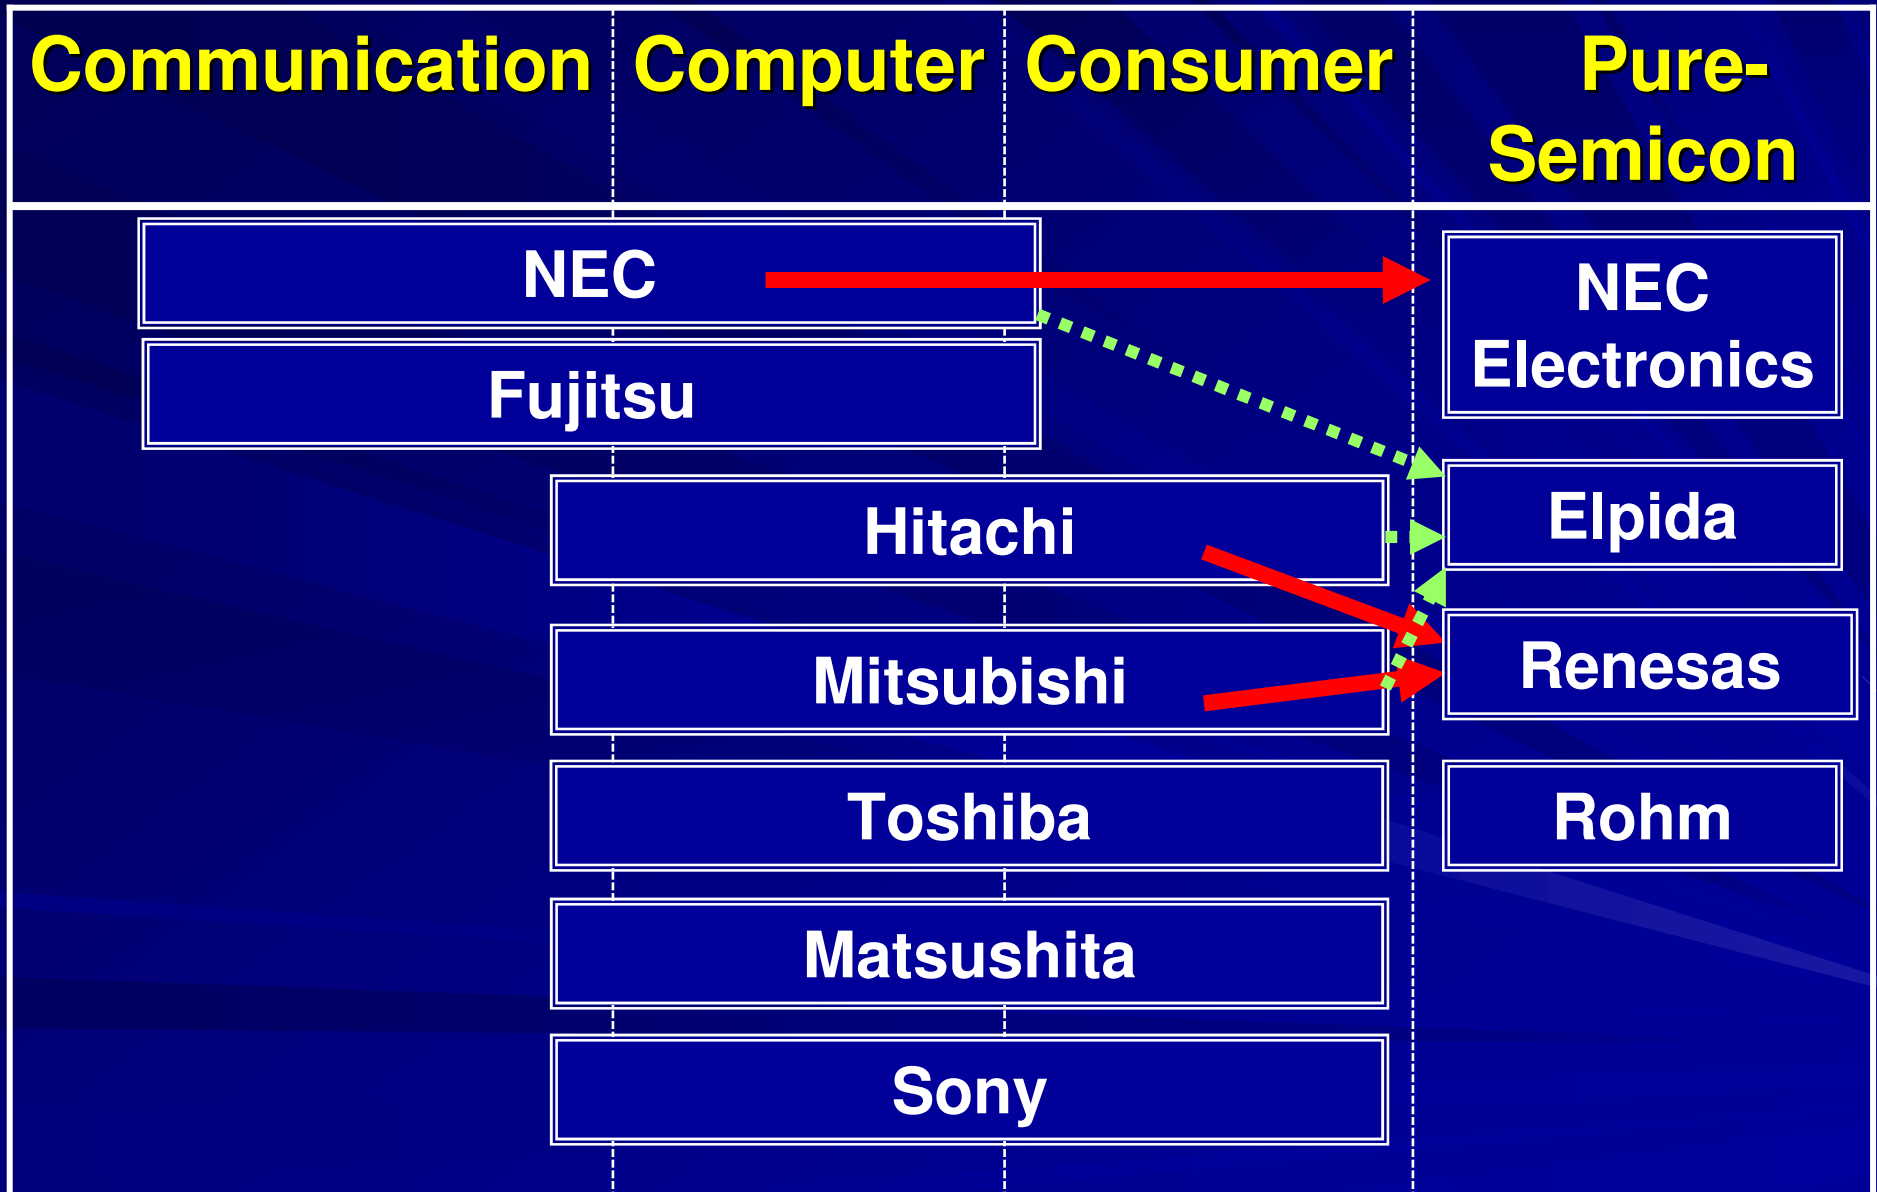 Communication
Computer
Consumer
Pure-
Semicon
NEC
NEC
Electronics
Fujitsu
Hitachi
Elpida
Mitsubishi
Renesas
Toshiba
Rohm
Matsushita
Sony